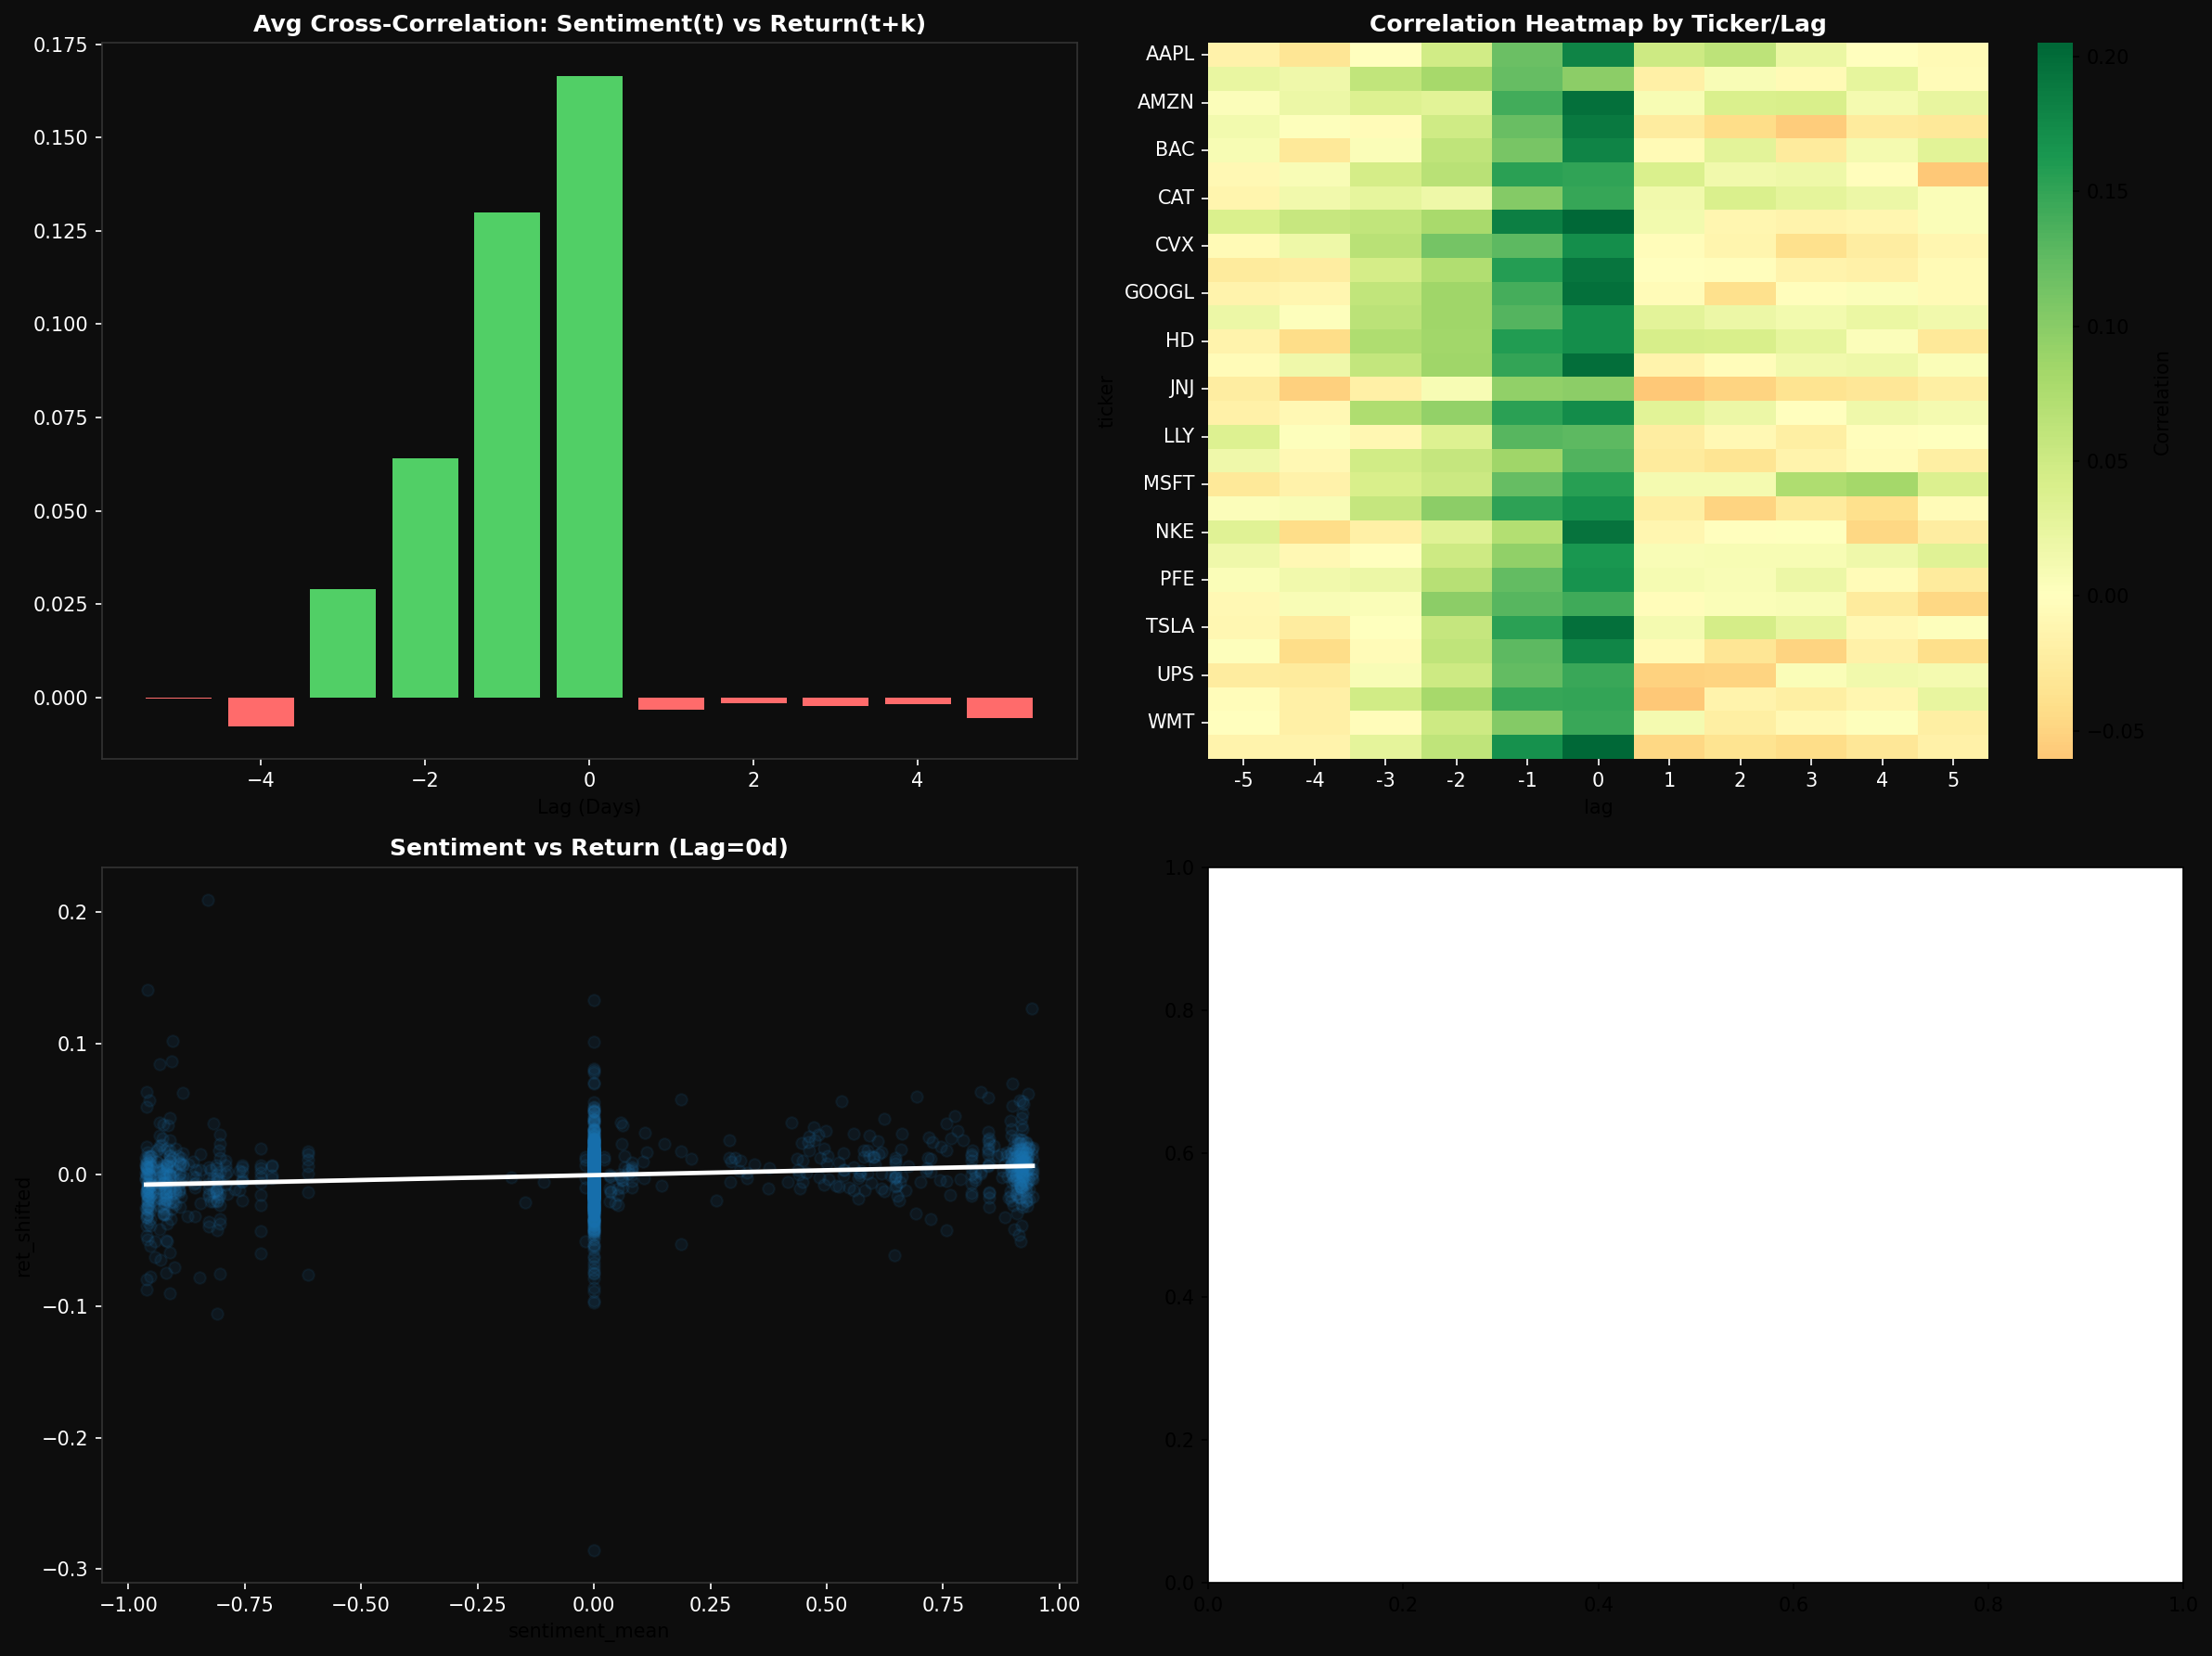 Avg Cross-Correlation: Sentiment(t) vs Return(t+k)
0.175
0.150
0.125
0.100
0.075
0.050
0.025
0.000
−4
−2
0
2
4
Lag (Days)
Correlation Heatmap by Ticker/Lag
ticker
AAPL
AMZN
BAC
CAT
CVX
GOOGL
HD
JNJ
LLY
MSFT
NKE
PFE
TSLA
UPS
WMT
-5
-4
-3
-2
-1
0
1
2
3
4
5
lag
0.20
0.15
0.10
0.05
0.00
−0.05
Correlation
Sentiment vs Return (Lag=0d)
ret_shifted
0.2
0.1
0.0
−0.1
−0.2
−0.3
−1.00
−0.75
−0.50
−0.25
0.00
0.25
0.50
0.75
1.00
sentiment_mean
1.0
0.8
0.6
0.4
0.2
0.0
0.0
0.2
0.4
0.6
0.8
1.0